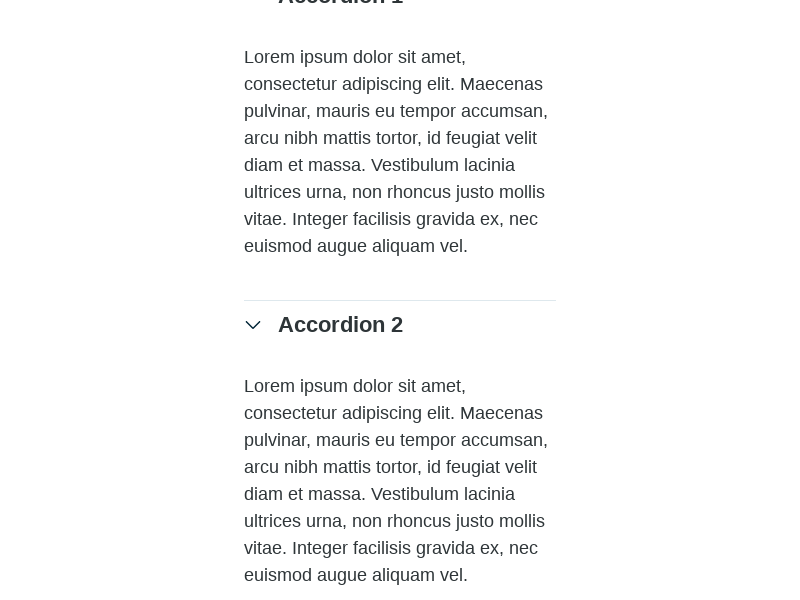 Accordion 1
Lorem ipsum dolor sit amet,
consectetur adipiscing elit. Maecenas
pulvinar, mauris eu tempor accumsan,
arcu nibh mattis tortor, id feugiat velit
diam et massa. Vestibulum lacinia
ultrices urna, non rhoncus justo mollis
vitae. Integer facilisis gravida ex, nec
euismod augue aliquam vel.
Accordion 2
Lorem ipsum dolor sit amet,
consectetur adipiscing elit. Maecenas
pulvinar, mauris eu tempor accumsan,
arcu nibh mattis tortor, id feugiat velit
diam et massa. Vestibulum lacinia
ultrices urna, non rhoncus justo mollis
vitae. Integer facilisis gravida ex, nec
euismod augue aliquam vel.